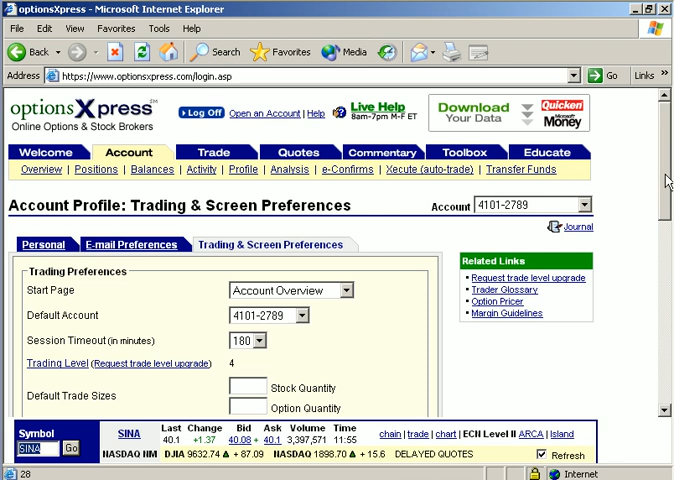 optionsXpress - Microsoft Internet Explorer
File Edit View Favorites Tools Help
Back Search Favorites Media
Address https://www.optionsxpress.com/login.asp Go Links »
optionsXpress SM
Online Options & Stock Brokers
Log Off Open an Account | Help
Live Help
8am-7pm M-F ET
Download
Your Data
Quicken
Microsoft
Money
Welcome Account Trade Quotes Commentary Toolbox Educate
Overview | Positions | Balances | Activity | Profile | Analysis | e-Confirms | Xecute (auto-trade) | Transfer Funds
Account Profile: Trading & Screen Preferences
Account 4101-2789
Journal
Personal E-mail Preferences Trading & Screen Preferences
Trading Preferences
Start Page Account Overview
Default Account 4101-2789
Session Timeout (in minutes) 180
Trading Level (Request trade level upgrade) 4
Default Trade Sizes
Stock Quantity
Option Quantity
Related Links
• Request trade level upgrade
• Trader Glossary
• Option Pricer
• Margin Guidelines
Symbol
SINA Go
SINA
NASDAQ NM
Last Change Bid Ask Volume Time
40.1 +1.37 40.08 + 40.1 3,397,571 11:55
chain | trade | chart | ECN Level II ARCA | Island
DJIA 9632.74 ▲ + 87.09 NASDAQ 1898.70 ▲ + 15.6 DELAYED QUOTES
Refresh
28 Internet